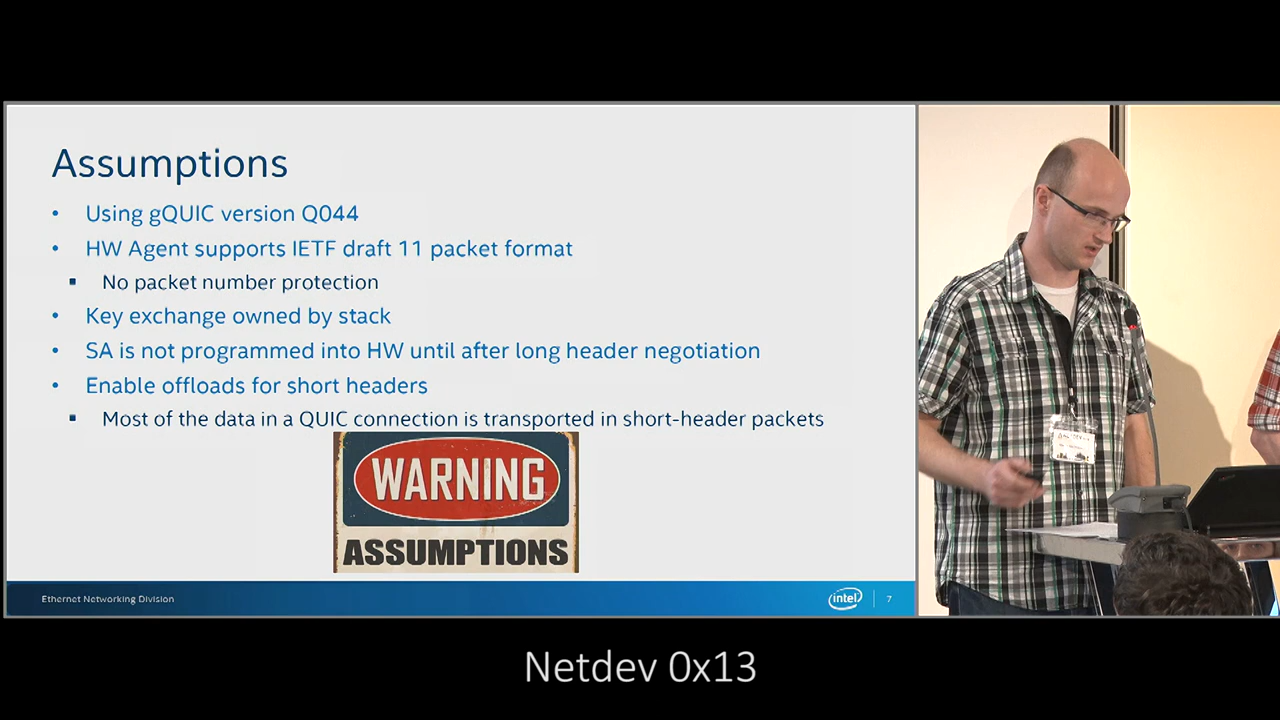 Assumptions
• Using gQUIC version Q044
• HW Agent supports IETF draft 11 packet format
▪ No packet number protection
• Key exchange owned by stack
• SA is not programmed into HW until after long header negotiation
• Enable offloads for short headers
▪ Most of the data in a QUIC connection is transported in short-header packets
WARNING
ASSUMPTIONS
Ethernet Networking Division
intel
7
Netdev 0x13